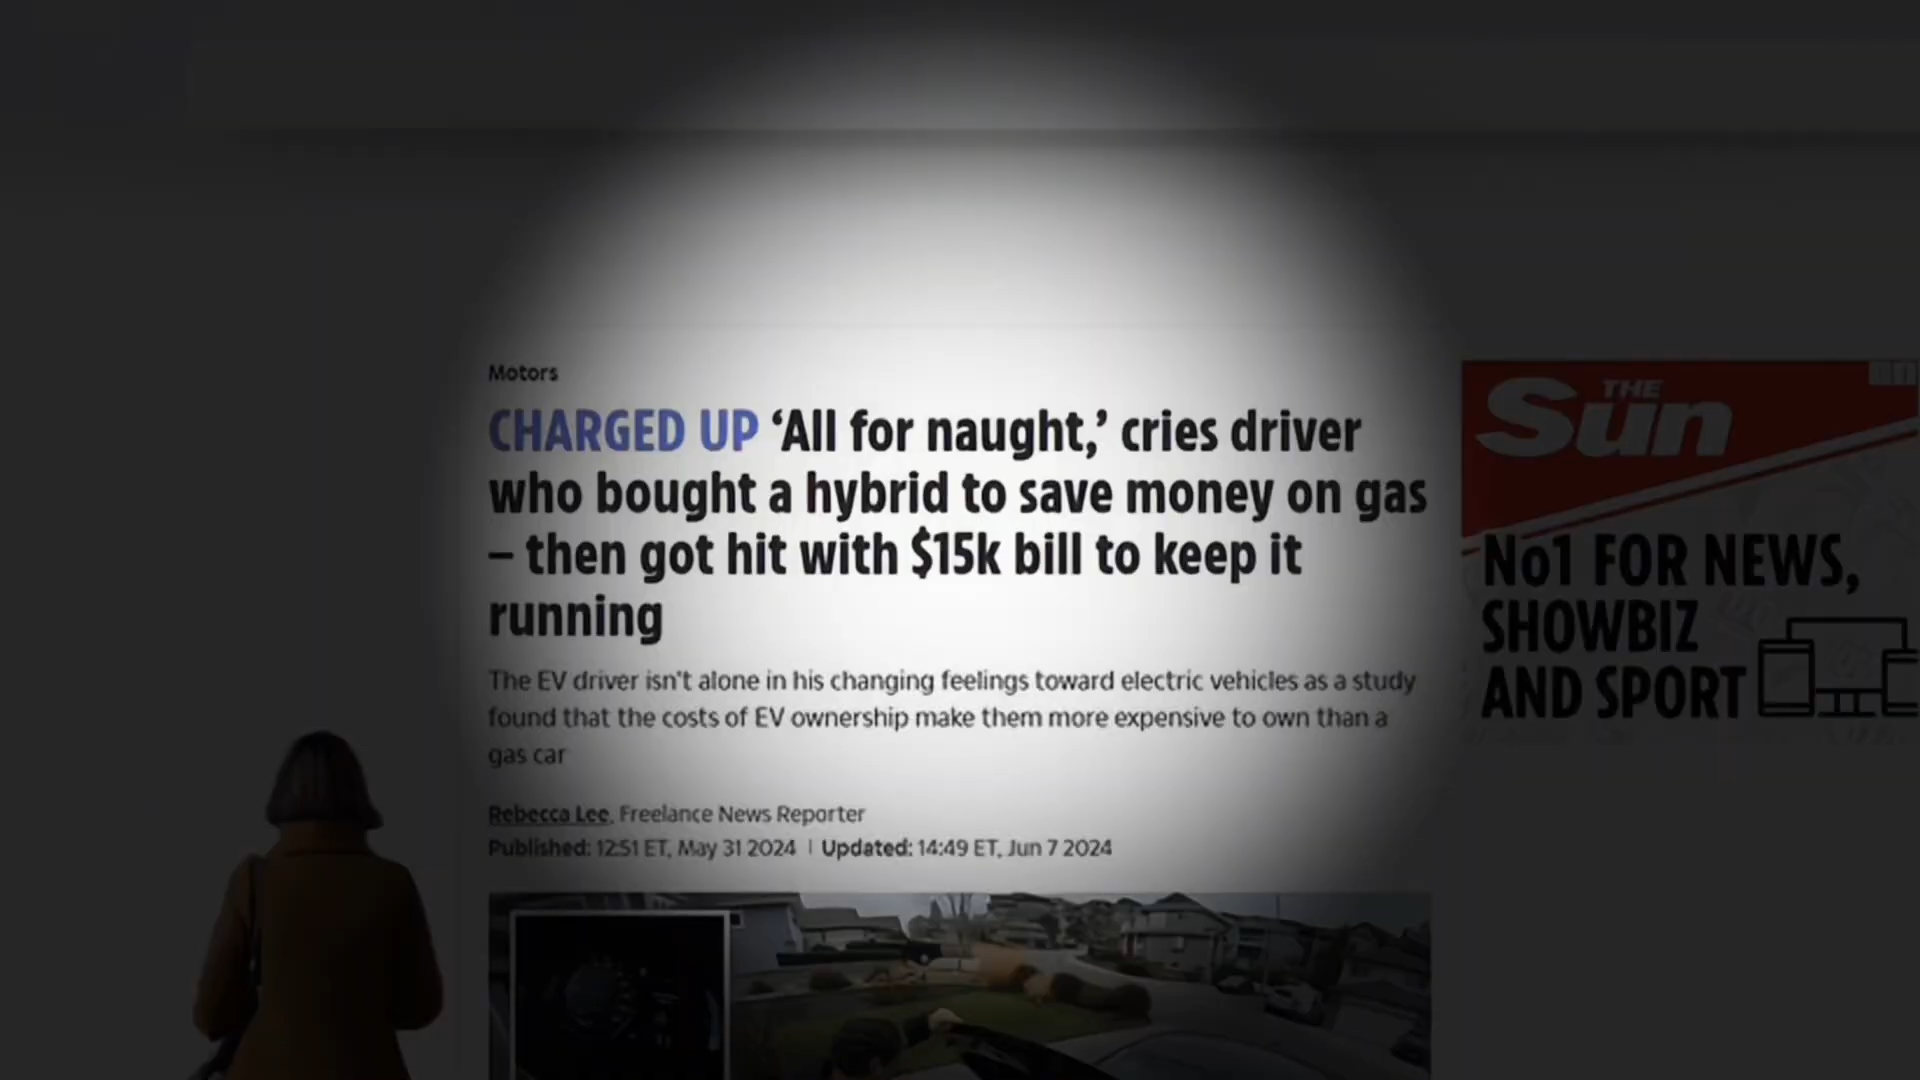 Motors
CHARGED UP ‘All for naught,’ cries driver
who bought a hybrid to save money on gas
– then got hit with $15k bill to keep it
running
The EV driver isn't alone in his changing feelings toward electric vehicles as a study
found that the costs of EV ownership make them more expensive to own than a
gas car
Rebecca Lee, Freelance News Reporter
Published: 12:51 ET, May 31 2024 | Updated: 14:49 ET, Jun 7 2024
THE
Sun
No1 FOR NEWS,
SHOWBIZ
AND SPORT